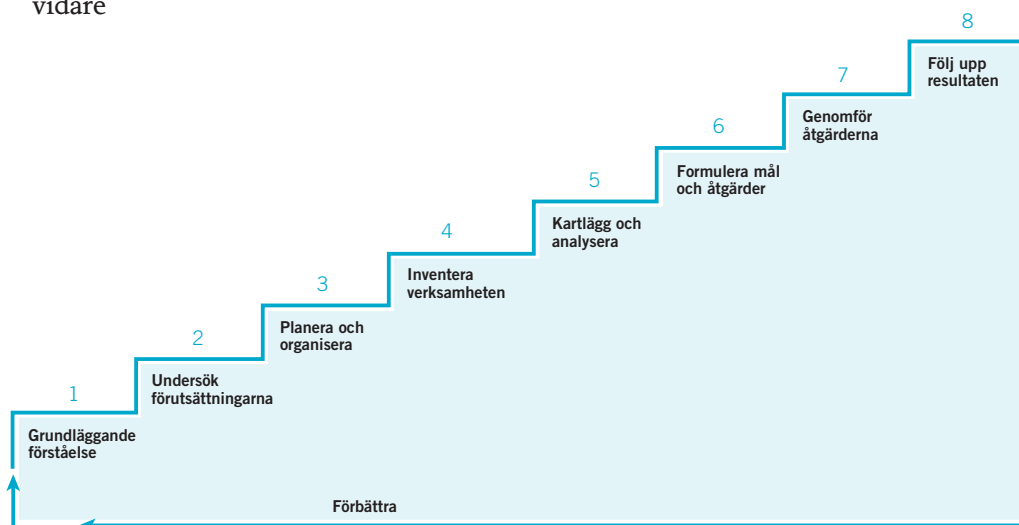 vidare
1
Grundläggande
förståelse
2
Undersök
förutsättningarna
3
Planera och
organisera
4
Inventera
verksamheten
5
Kartlägg och
analysera
6
Formulera mål
och åtgärder
7
Genomför
åtgärderna
8
Följ upp
resultaten
Förbättra